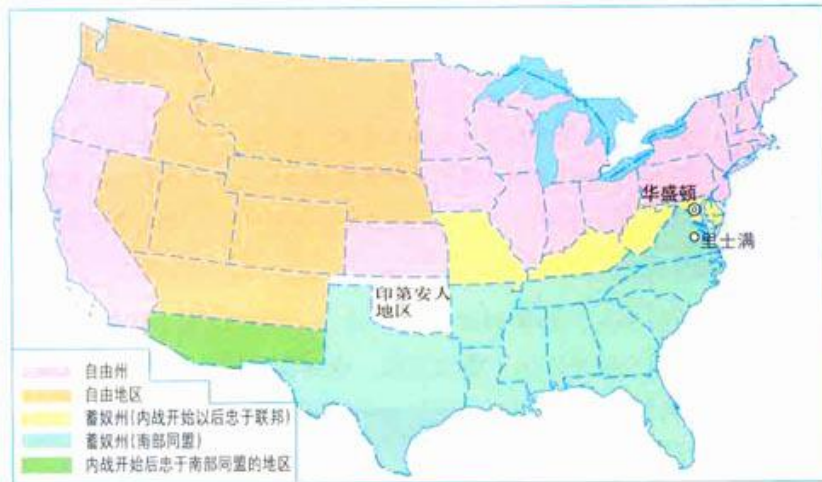 华盛顿
里士满
印第安人
地区
自由州
自由地区
蓄奴州(内战开始以后忠于联邦)
蓄奴州(南部同盟)
内战开始后忠于南部同盟的地区